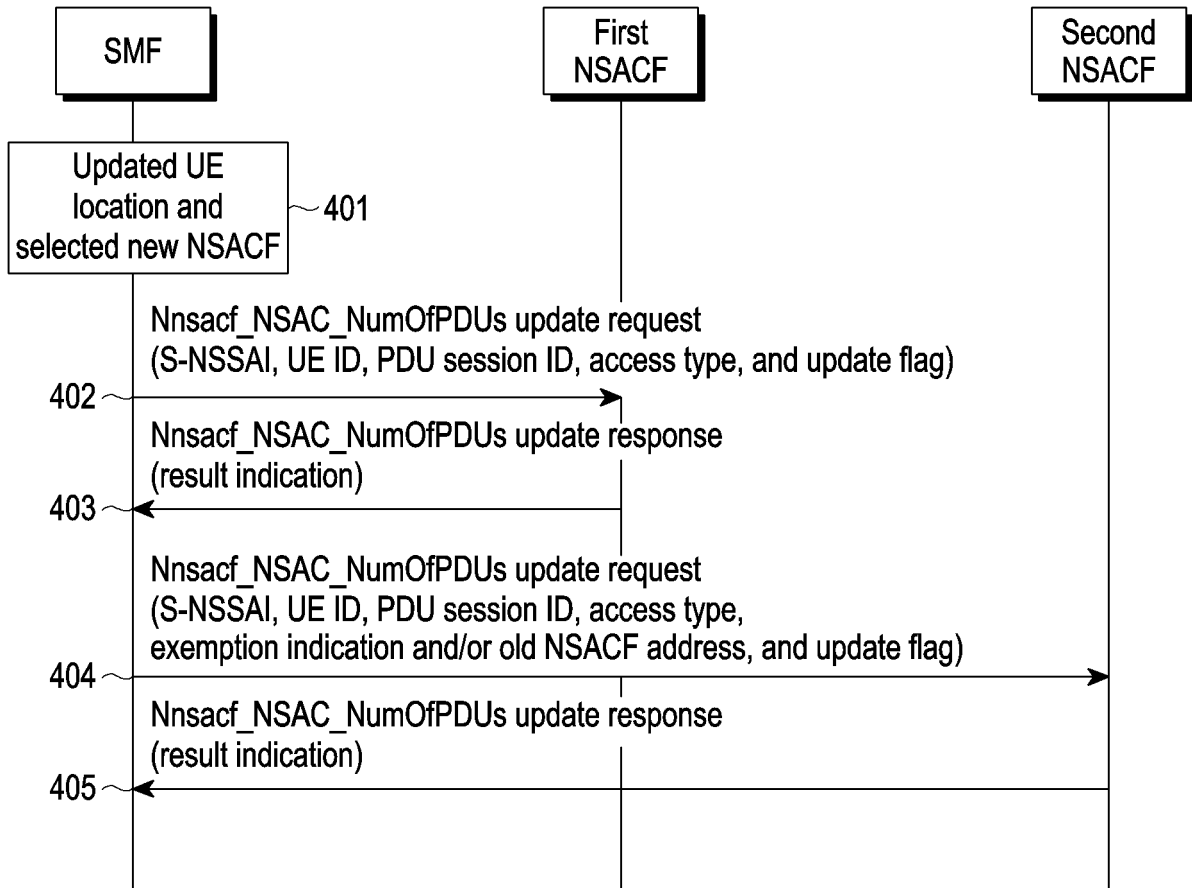 SMF
First
NSACF
Second
NSACF
Updated UE
location and
selected new NSACF
401
Nnsacf_NSAC_NumOfPDUs update request
(S-NSSAI, UE ID, PDU session ID, access type, and update flag)
402
Nnsacf_NSAC_NumOfPDUs update response
(result indication)
403
Nnsacf_NSAC_NumOfPDUs update request
(S-NSSAI, UE ID, PDU session ID, access type,
exemption indication and/or old NSACF address, and update flag)
404
Nnsacf_NSAC_NumOfPDUs update response
(result indication)
405